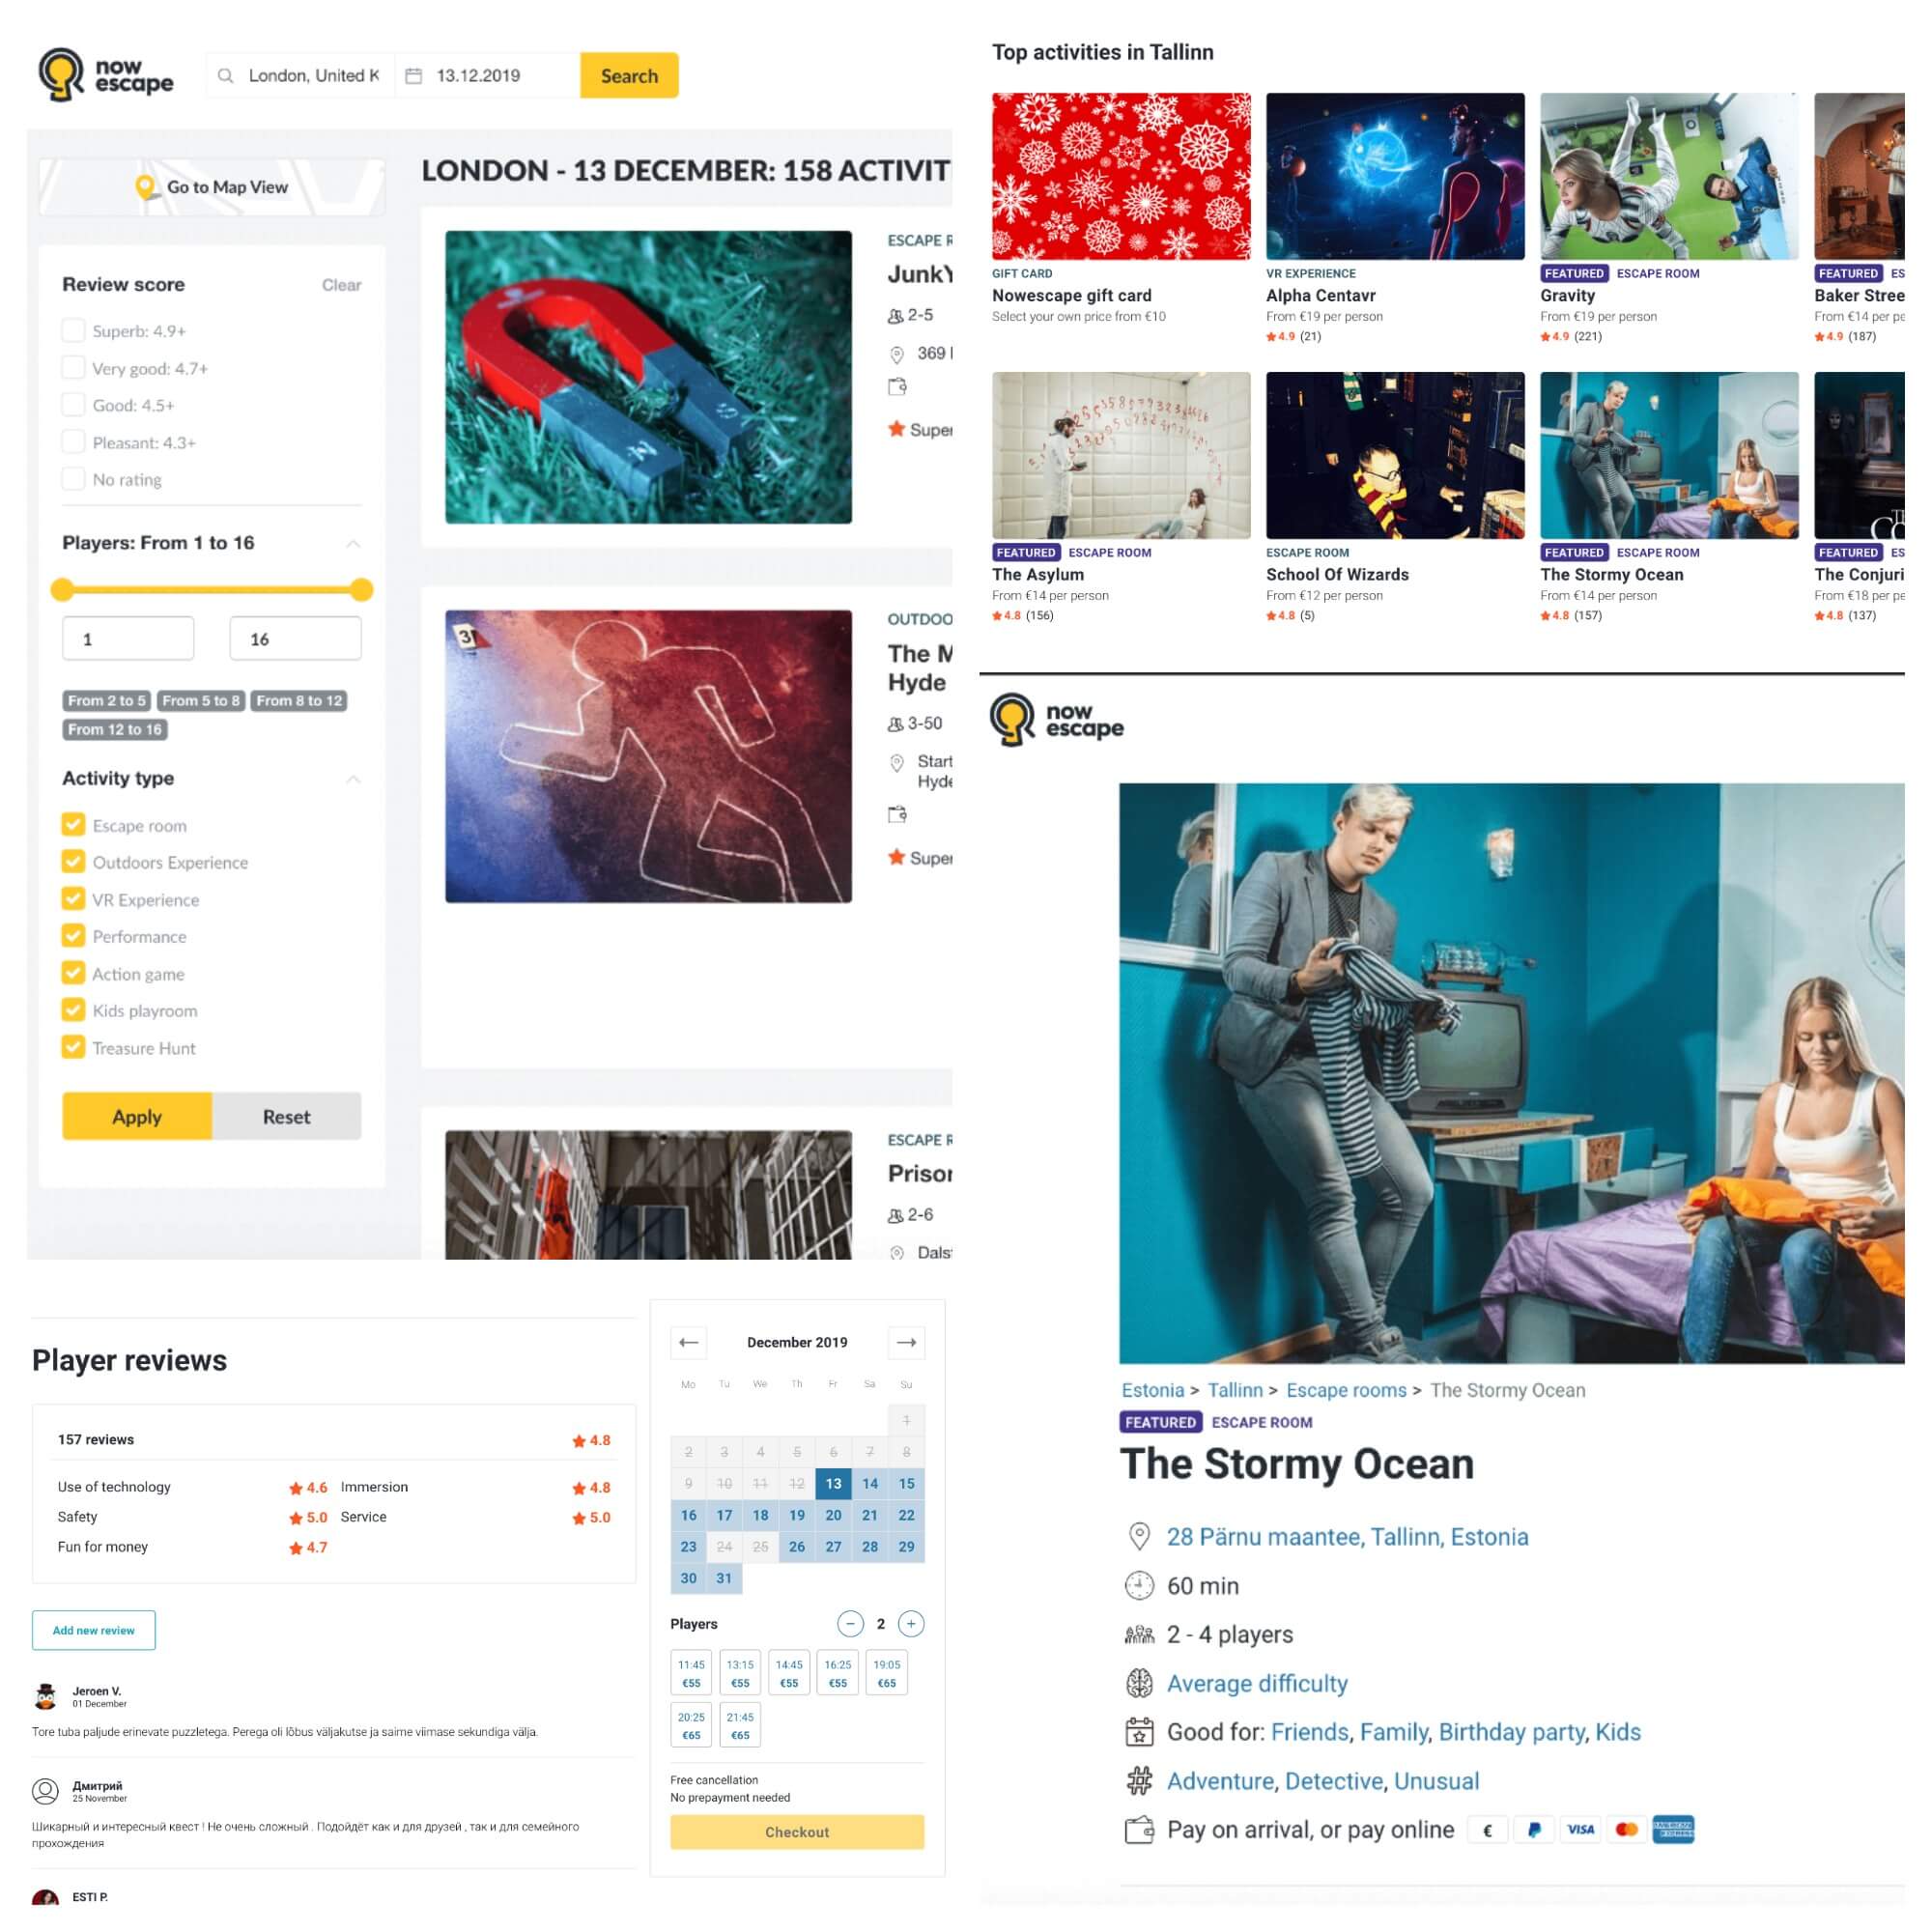 now
escape
London, United K
13.12.2019
Search
Go to Map View
LONDON - 13 DECEMBER: 158 ACTIVIT
Review score
Clear
Superb: 4.9+
Very good: 4.7+
Good: 4.5+
Pleasant: 4.3+
No rating
Players: From 1 to 16
1
16
From 2 to 5
From 5 to 8
From 8 to 12
From 12 to 16
Activity type
Escape room
Outdoors Experience
VR Experience
Performance
Action game
Kids playroom
Treasure Hunt
Apply
Reset
ESCAPE R
JunkY
2-5
369
Super
OUTDOO
The M
Hyde
3-50
Start
Hyde
Super
ESCAPE R
Prison
2-6
Dals
Top activities in Tallinn
GIFT CARD
Nowescape gift card
Select your own price from €10
VR EXPERIENCE
Alpha Centavr
From €19 per person
4.9 (21)
FEATURED ESCAPE ROOM
Gravity
From €19 per person
4.9 (221)
FEATURED ES
Baker Stree
From €14 per pe
4.9 (187)
FEATURED ESCAPE ROOM
The Asylum
From €14 per person
4.8 (156)
ESCAPE ROOM
School Of Wizards
From €12 per person
4.8 (5)
FEATURED ESCAPE ROOM
The Stormy Ocean
From €14 per person
4.8 (157)
FEATURED ES
The Conjuri
From €18 per pe
4.8 (137)
now
escape
Estonia > Tallinn > Escape rooms > The Stormy Ocean
FEATURED ESCAPE ROOM
The Stormy Ocean
28 Pärnu maantee, Tallinn, Estonia
60 min
2 - 4 players
Average difficulty
Good for: Friends, Family, Birthday party, Kids
Adventure, Detective, Unusual
Pay on arrival, or pay online € VISA AMERICAN EXPRESS
Player reviews
157 reviews 4.8
Use of technology 4.6 Immersion 4.8
Safety 5.0 Service 5.0
Fun for money 4.7
Add new review
Jeroen V.
01 December
Tore tuba paljude erinevate puzzletega. Perega oli lõbus väljakutse ja saime viimase sekundiga välja.
Дмитрий
25 November
Шикарный и интересный квест ! Не очень сложный . Подойдёт как и для друзей , так и для семейного
прохождения
ESTI P.
December 2019
Mo Tu We Th Fr Sa Su
1
2 3 4 5 6 7 8
9 10 11 12 13 14 15
16 17 18 19 20 21 22
23 24 25 26 27 28 29
30 31
Players 2
11:45 13:15 14:45 16:25 19:05
€55 €55 €55 €55 €65
20:25 21:45
€65 €65
Free cancellation
No prepayment needed
Checkout